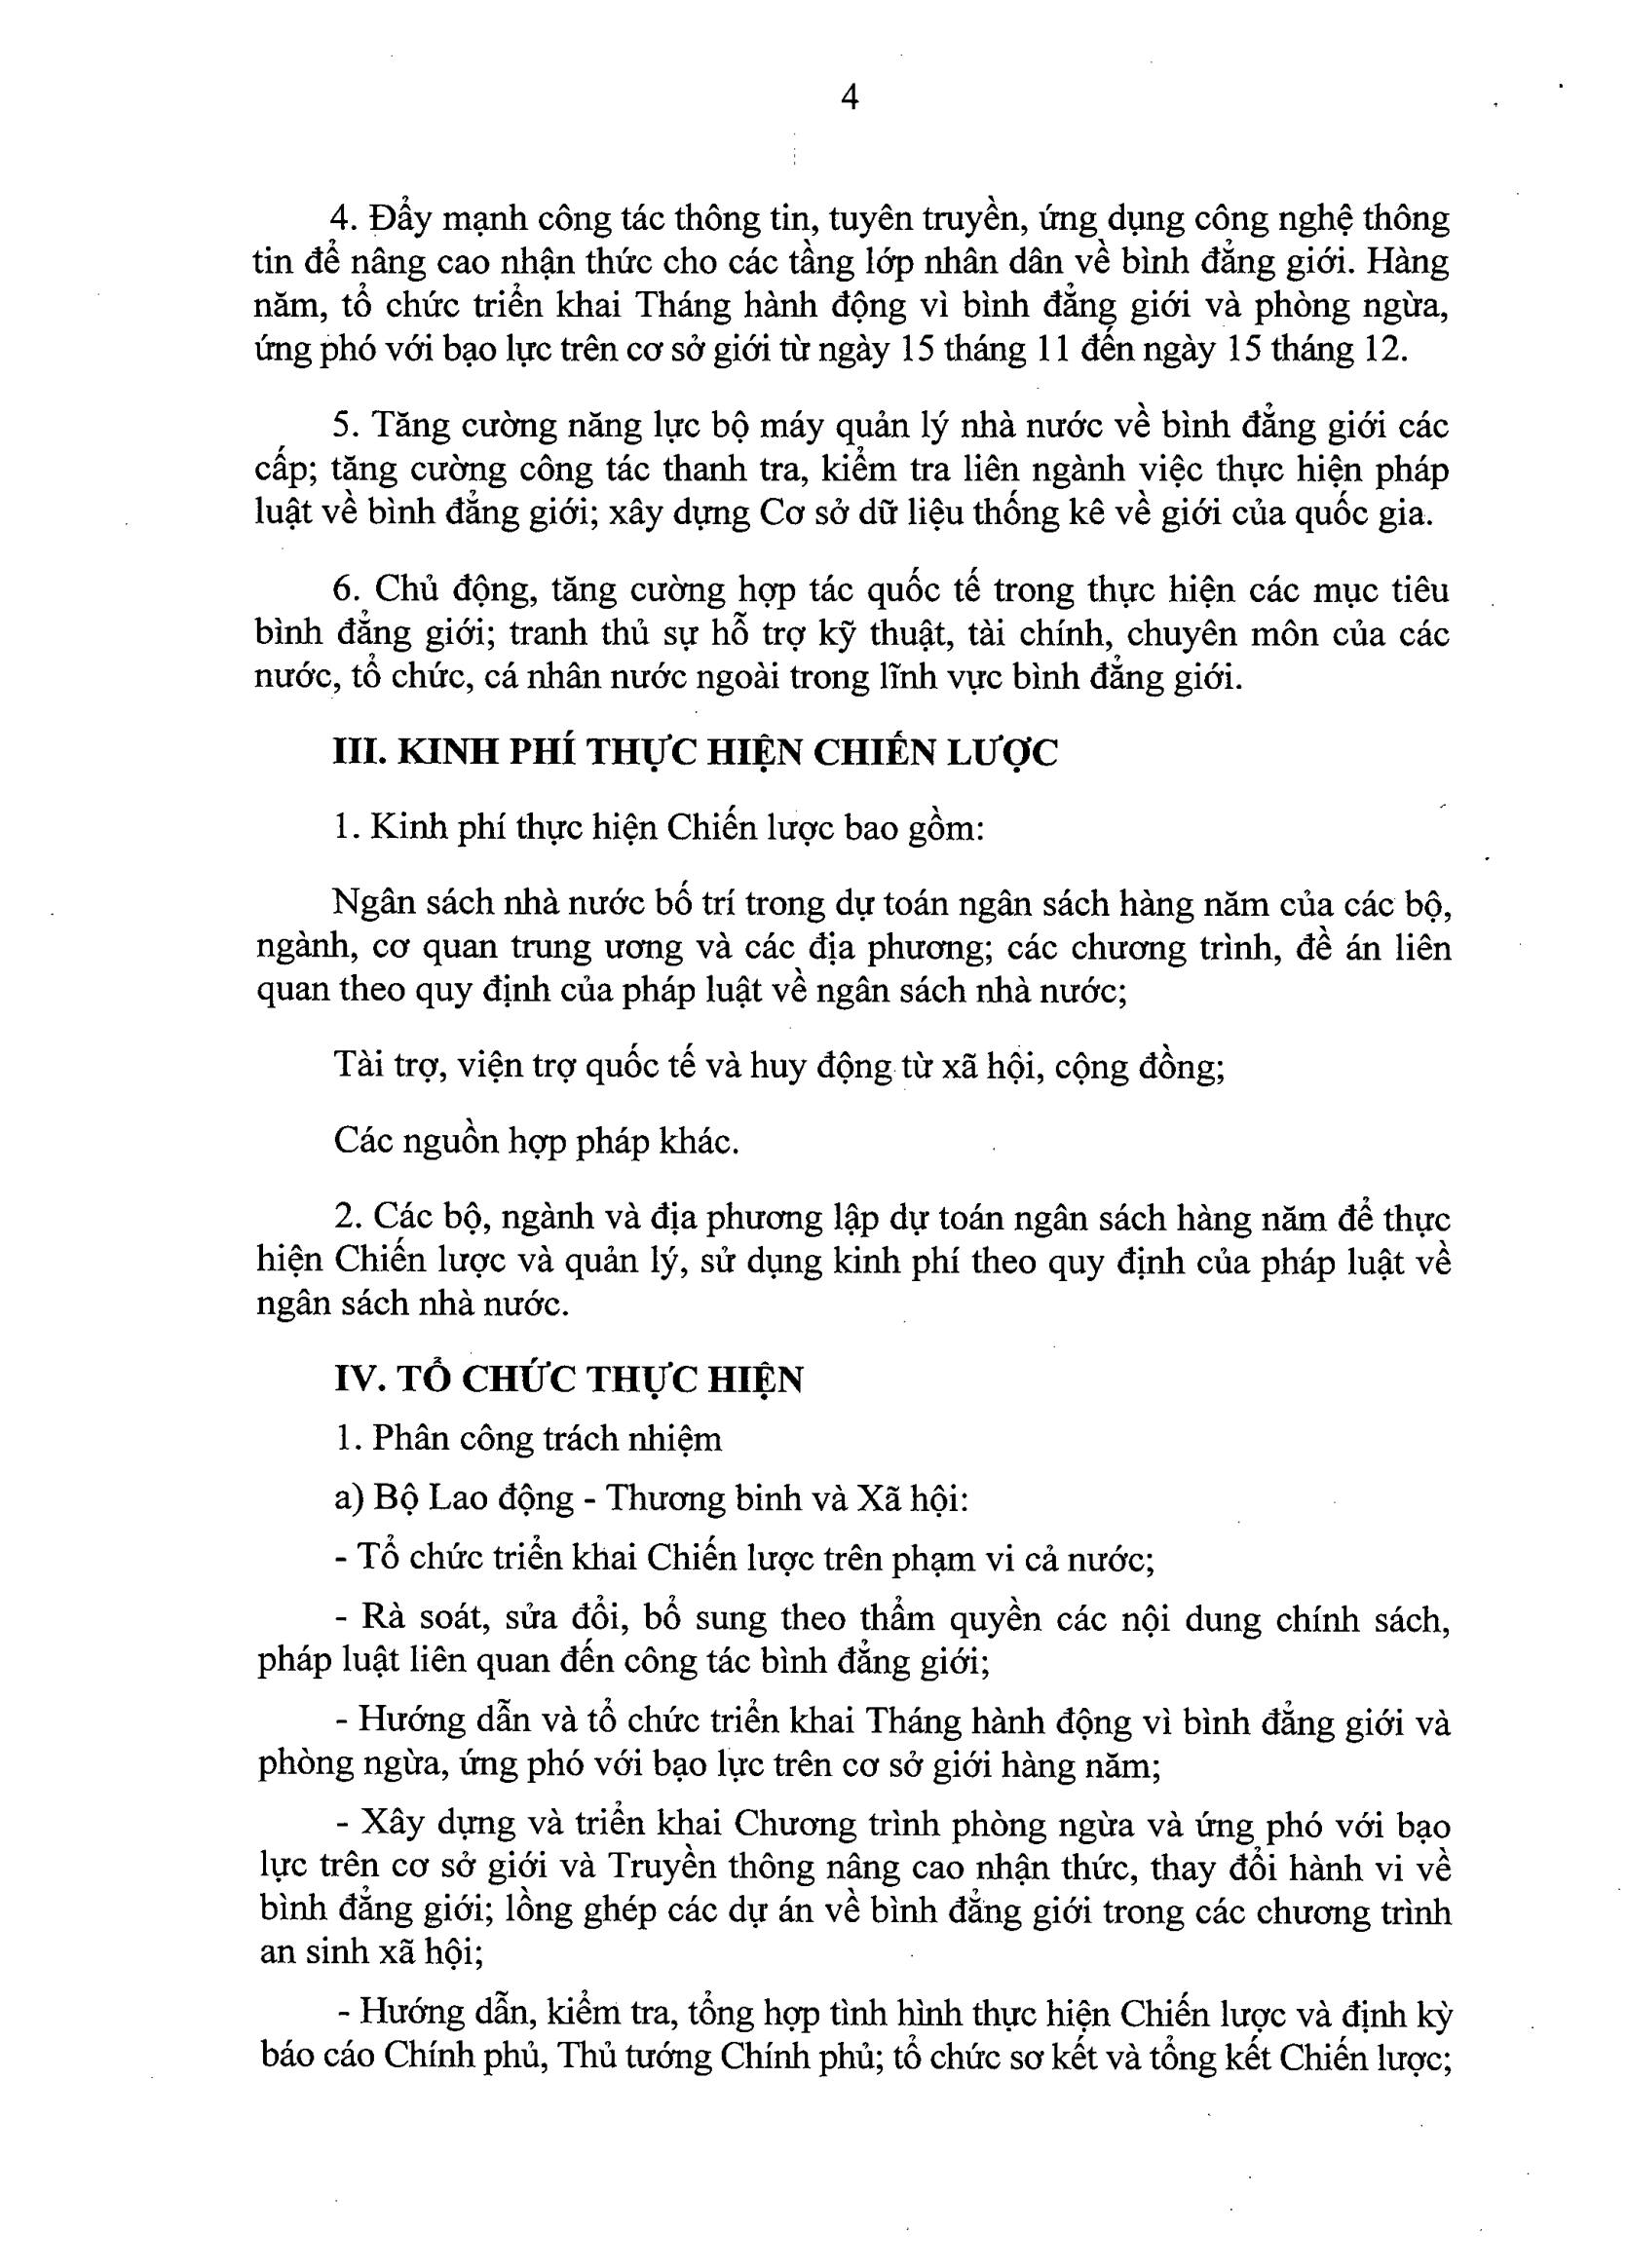 4
4. Đẩy mạnh công tác thông tin, tuyên truyền, ứng dụng công nghệ thông
tin để nâng cao nhận thức cho các tầng lớp nhân dân về bình đẳng giới. Hàng
năm, tổ chức triển khai Tháng hành động vì bình đẳng giới và phòng ngừa,
ứng phó với bạo lực trên cơ sở giới từ ngày 15 tháng 11 đến ngày 15 tháng 12.
5. Tăng cường năng lực bộ máy quản lý nhà nước về bình đẳng giới các
cấp; tăng cường công tác thanh tra, kiểm tra liên ngành việc thực hiện pháp
luật về bình đẳng giới; xây dựng Cơ sở dữ liệu thống kê về giới của quốc gia.
6. Chủ động, tăng cường hợp tác quốc tế trong thực hiện các mục tiêu
bình đẳng giới; tranh thủ sự hỗ trợ kỹ thuật, tài chính, chuyên môn của các
nước, tổ chức, cá nhân nước ngoài trong lĩnh vực bình đẳng giới.
III. KINH PHÍ THỰC HIỆN CHIẾN LƯỢC
1. Kinh phí thực hiện Chiến lược bao gồm:
Ngân sách nhà nước bố trí trong dự toán ngân sách hàng năm của các bộ,
ngành, cơ quan trung ương và các địa phương; các chương trình, đề án liên
quan theo quy định của pháp luật về ngân sách nhà nước;
Tài trợ, viện trợ quốc tế và huy động từ xã hội, cộng đồng;
Các nguồn hợp pháp khác.
2. Các bộ, ngành và địa phương lập dự toán ngân sách hàng năm để thực
hiện Chiến lược và quản lý, sử dụng kinh phí theo quy định của pháp luật về
ngân sách nhà nước.
IV. TỔ CHỨC THỰC HIỆN
1. Phân công trách nhiệm
a) Bộ Lao động - Thương binh và Xã hội:
- Tổ chức triển khai Chiến lược trên phạm vi cả nước;
- Rà soát, sửa đổi, bổ sung theo thẩm quyền các nội dung chính sách,
pháp luật liên quan đến công tác bình đẳng giới;
- Hướng dẫn và tổ chức triển khai Tháng hành động vì bình đẳng giới và
phòng ngừa, ứng phó với bạo lực trên cơ sở giới hàng năm;
- Xây dựng và triển khai Chương trình phòng ngừa và ứng phó với bạo
lực trên cơ sở giới và Truyền thông nâng cao nhận thức, thay đổi hành vi về
bình đẳng giới; lồng ghép các dự án về bình đẳng giới trong các chương trình
an sinh xã hội;
- Hướng dẫn, kiểm tra, tổng hợp tình hình thực hiện Chiến lược và định kỳ
báo cáo Chính phủ, Thủ tướng Chính phủ; tổ chức sơ kết và tổng kết Chiến lược;